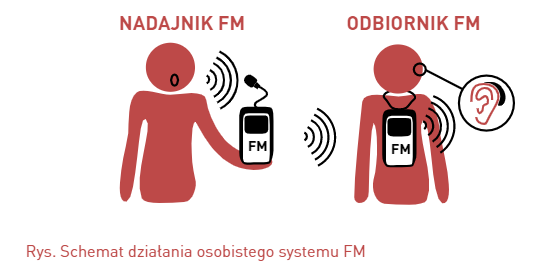 NADAJNIK FM
ODBIORNIK FM
FM
FM
Rys. Schemat działania osobistego systemu FM